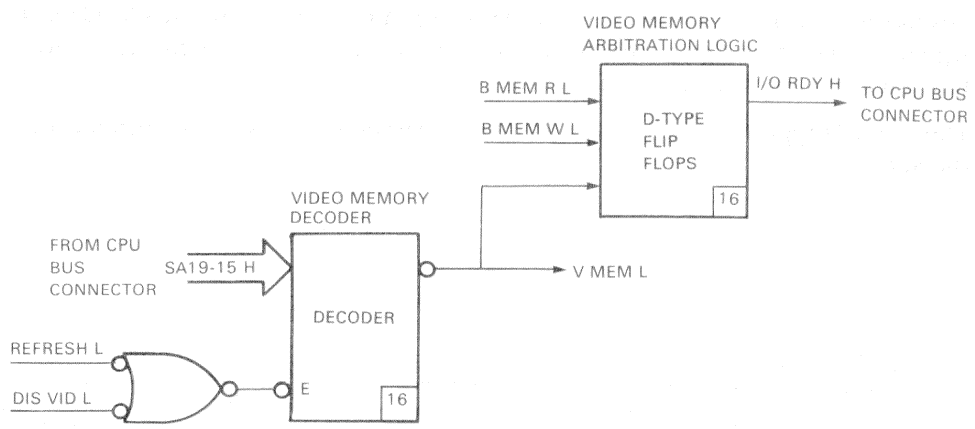 VIDEO MEMORY
ARBITRATION LOGIC
B MEM R L
I/O RDY H
TO CPU BUS
CONNECTOR
D-TYPE
FLIP
FLOPS
B MEM W L
16
VIDEO MEMORY
DECODER
FROM CPU
BUS
CONNECTOR
SA19-15 H
V MEM L
DECODER
REFRESH L
DIS VID L
E
16